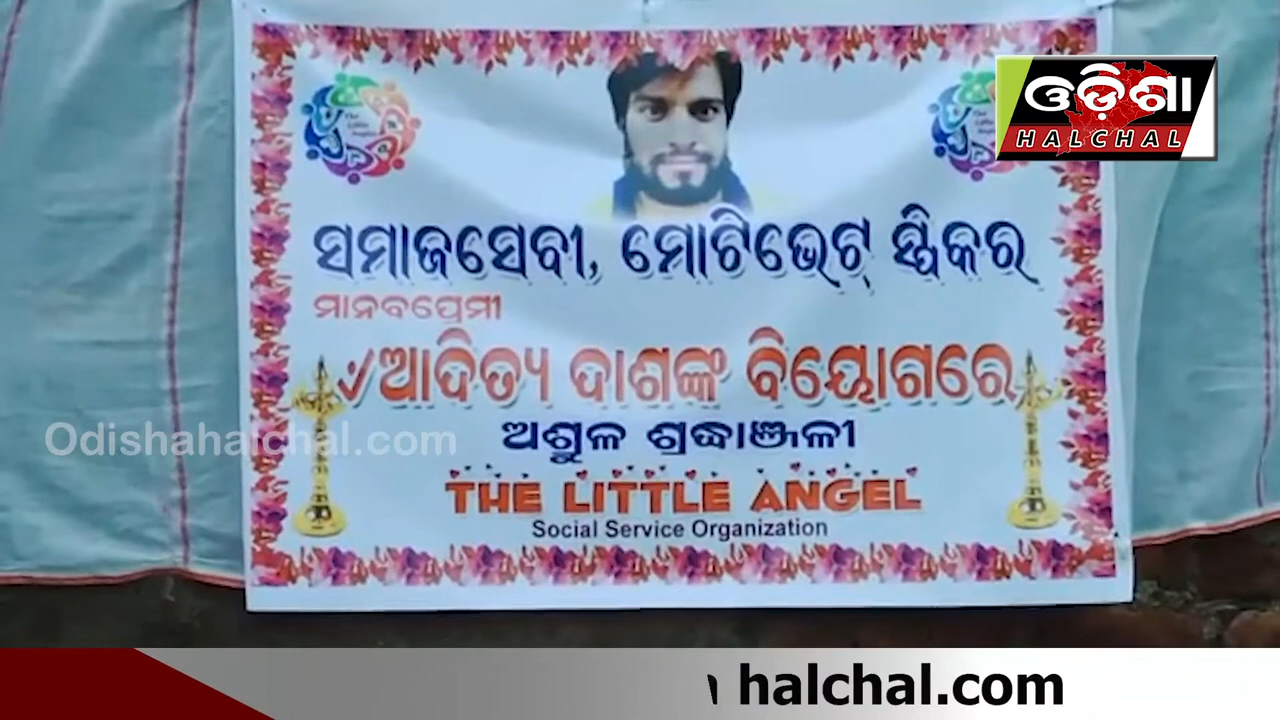 ଓଡ଼ିଶା
HALCHAL
ସମାଜସେବୀ, ମୋଟିଭେଟ୍ ସ୍ପିକର
ମାନବପ୍ରେମୀ
୰ଆଦିତ୍ୟ ଦାଶଙ୍କ ବିୟୋଗରେ
ଅଶ୍ରୁଳ ଶ୍ରଦ୍ଧାଞ୍ଜଳୀ
Odishahalchal.com
THE LITTLE ANGEL
Social Service Organization
halchal.com